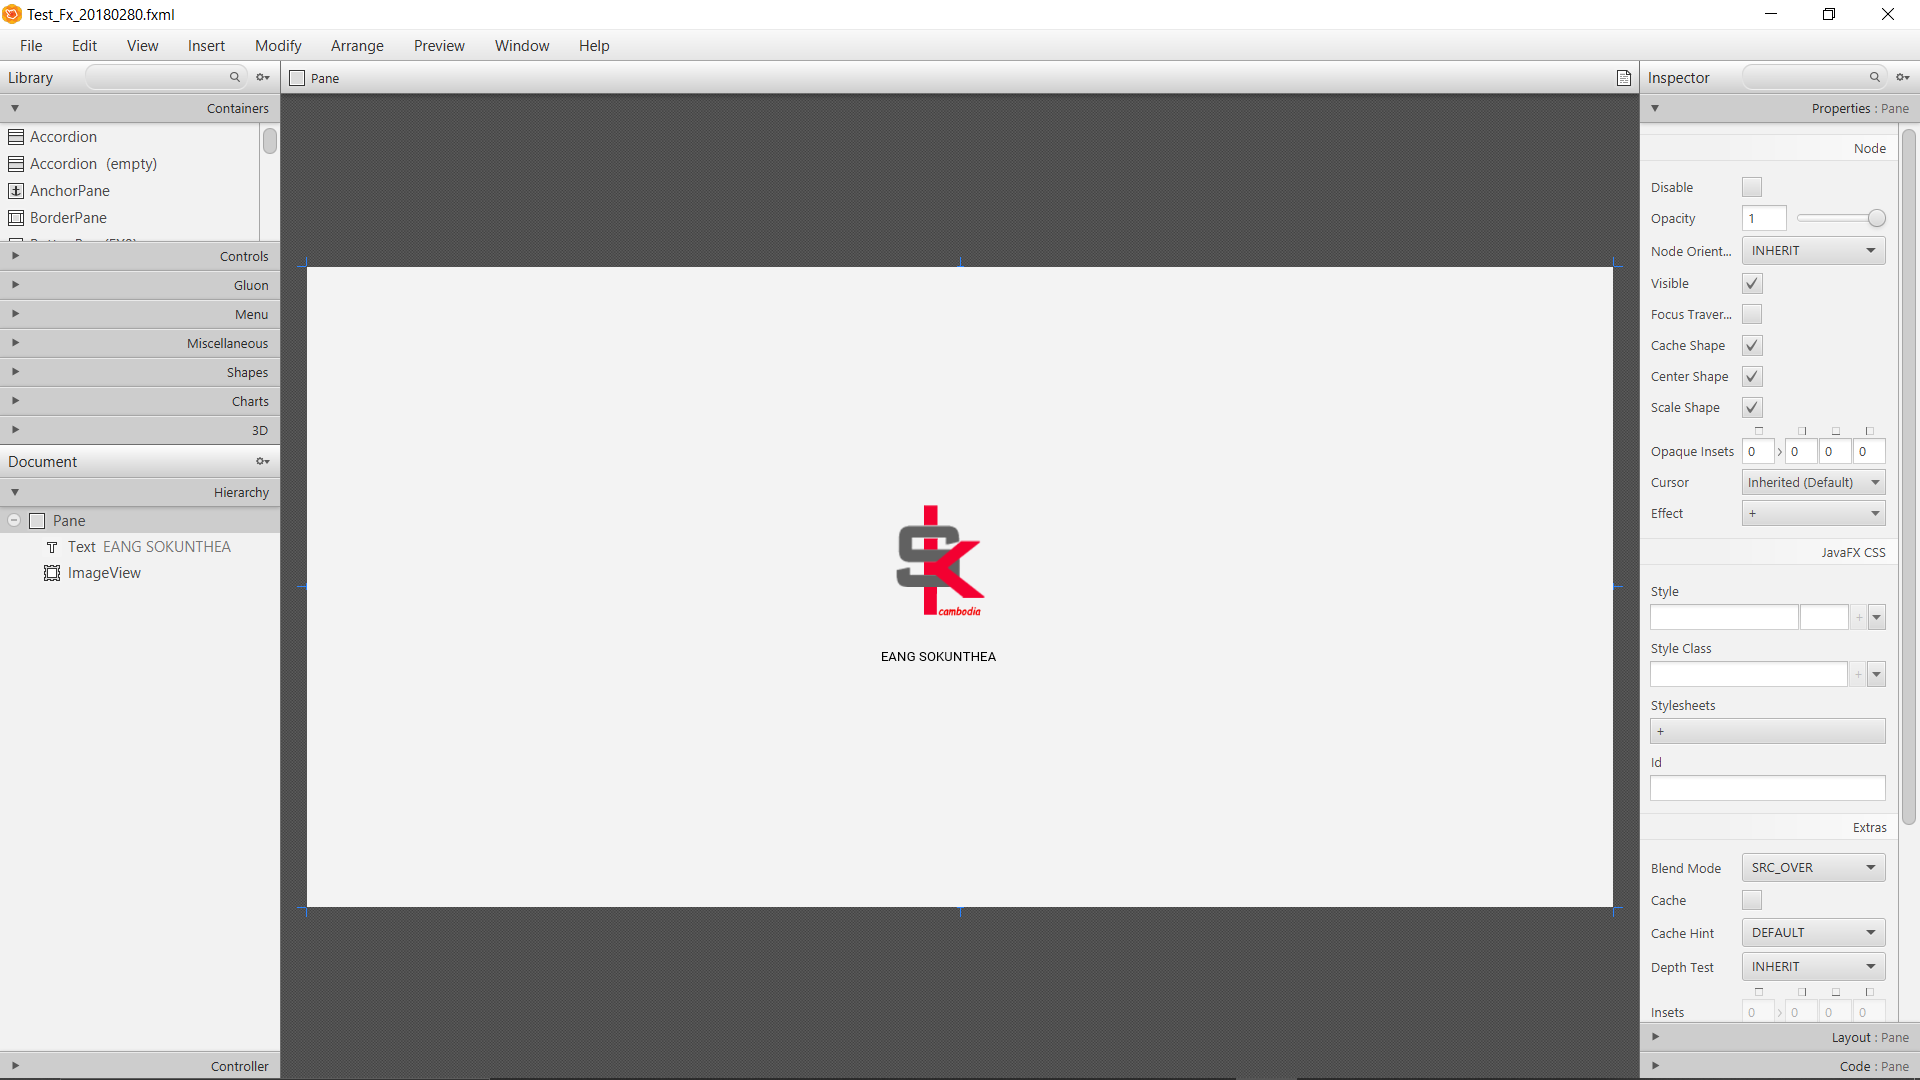 Test_Fx_20180280.fxml
File Edit View Insert Modify Arrange Preview Window Help
Library
Containers
Accordion
Accordion (empty)
AnchorPane
BorderPane
Controls
Gluon
Menu
Miscellaneous
Shapes
Charts
3D
Document
Hierarchy
Pane
Text EANG SOKUNTHEA
ImageView
Controller
Pane
SK
cambodia
EANG SOKUNTHEA
Inspector
Properties : Pane
Node
Disable
Opacity 1
Node Orient... INHERIT
Visible
Focus Traver...
Cache Shape
Center Shape
Scale Shape
Opaque Insets 0 0 0 0
Cursor Inherited (Default)
Effect +
JavaFX CSS
Style
+
Style Class
+
Stylesheets
+
Id
Extras
Blend Mode SRC_OVER
Cache
Cache Hint DEFAULT
Depth Test INHERIT
Insets 0 0 0 0
Layout : Pane
Code : Pane